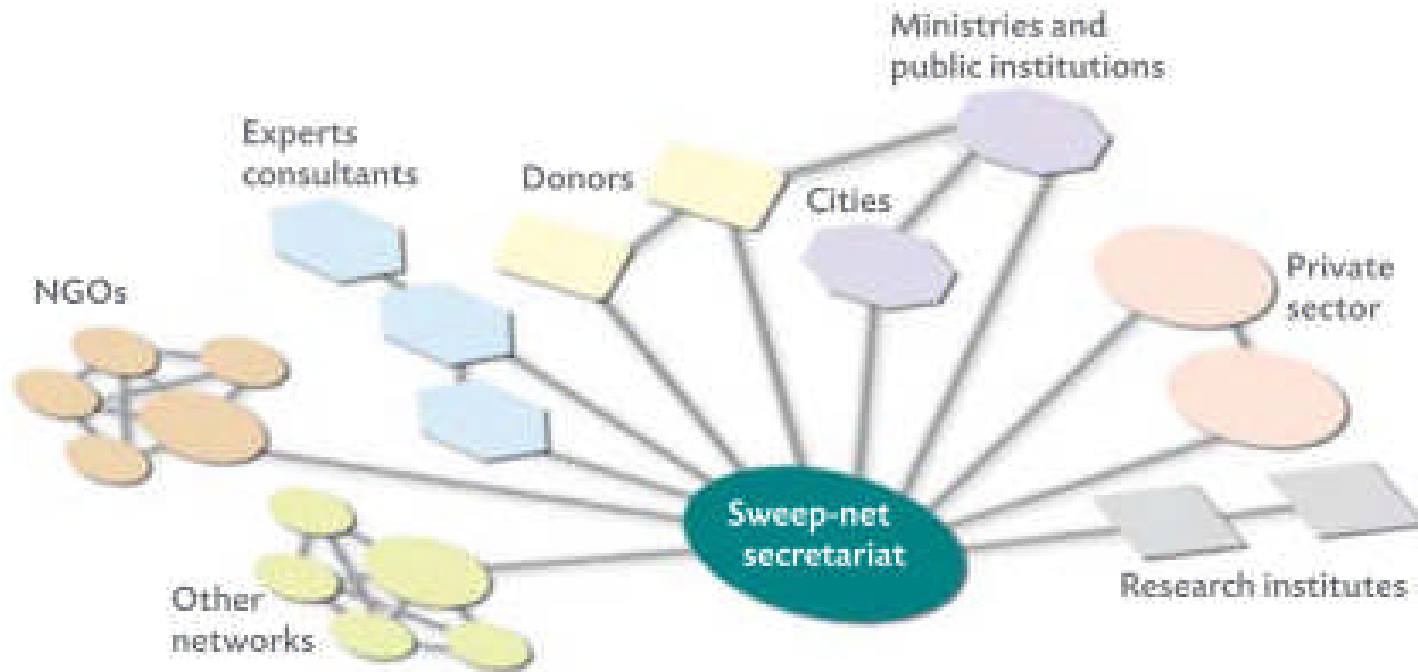 Ministries and
public institutions
Experts
consultants
Donors
Cities
Private
sector
NGOs
Sweep-net
secretariat
Research institutes
Other
networks